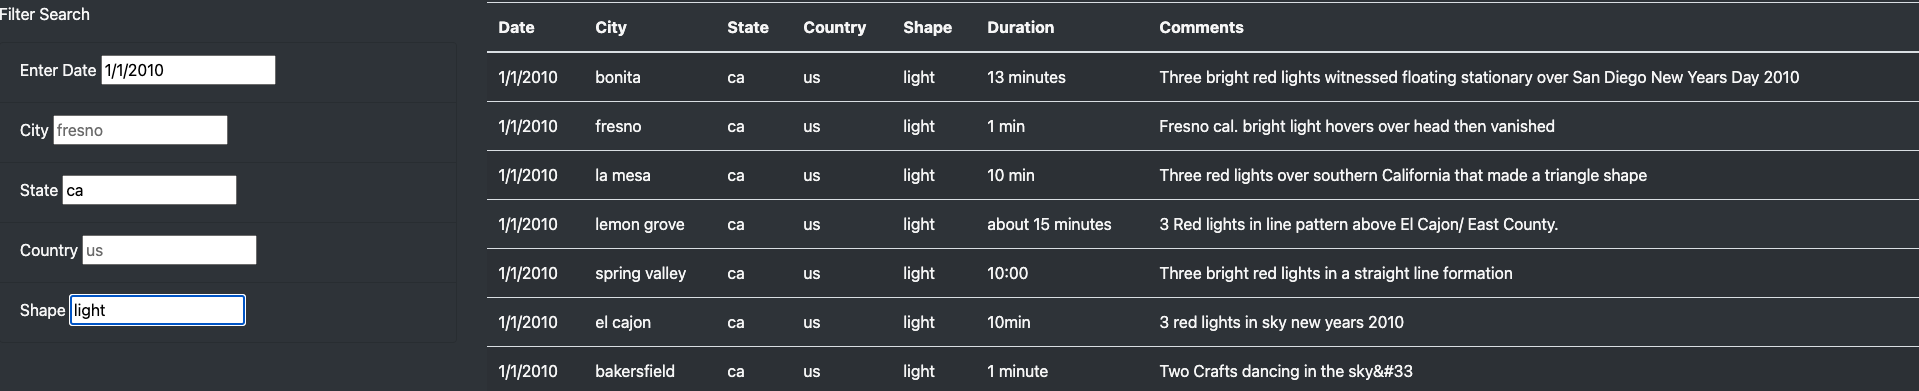 Filter Search
Enter Date 1/1/2010
City fresno
State ca
Country us
Shape light
Date City State Country Shape Duration Comments
1/1/2010 bonita ca us light 13 minutes Three bright red lights witnessed floating stationary over San Diego New Years Day 2010
1/1/2010 fresno ca us light 1 min Fresno cal. bright light hovers over head then vanished
1/1/2010 la mesa ca us light 10 min Three red lights over southern California that made a triangle shape
1/1/2010 lemon grove ca us light about 15 minutes 3 Red lights in line pattern above El Cajon/ East County.
1/1/2010 spring valley ca us light 10:00 Three bright red lights in a straight line formation
1/1/2010 el cajon ca us light 10min 3 red lights in sky new years 2010
1/1/2010 bakersfield ca us light 1 minute Two Crafts dancing in the sky&#33